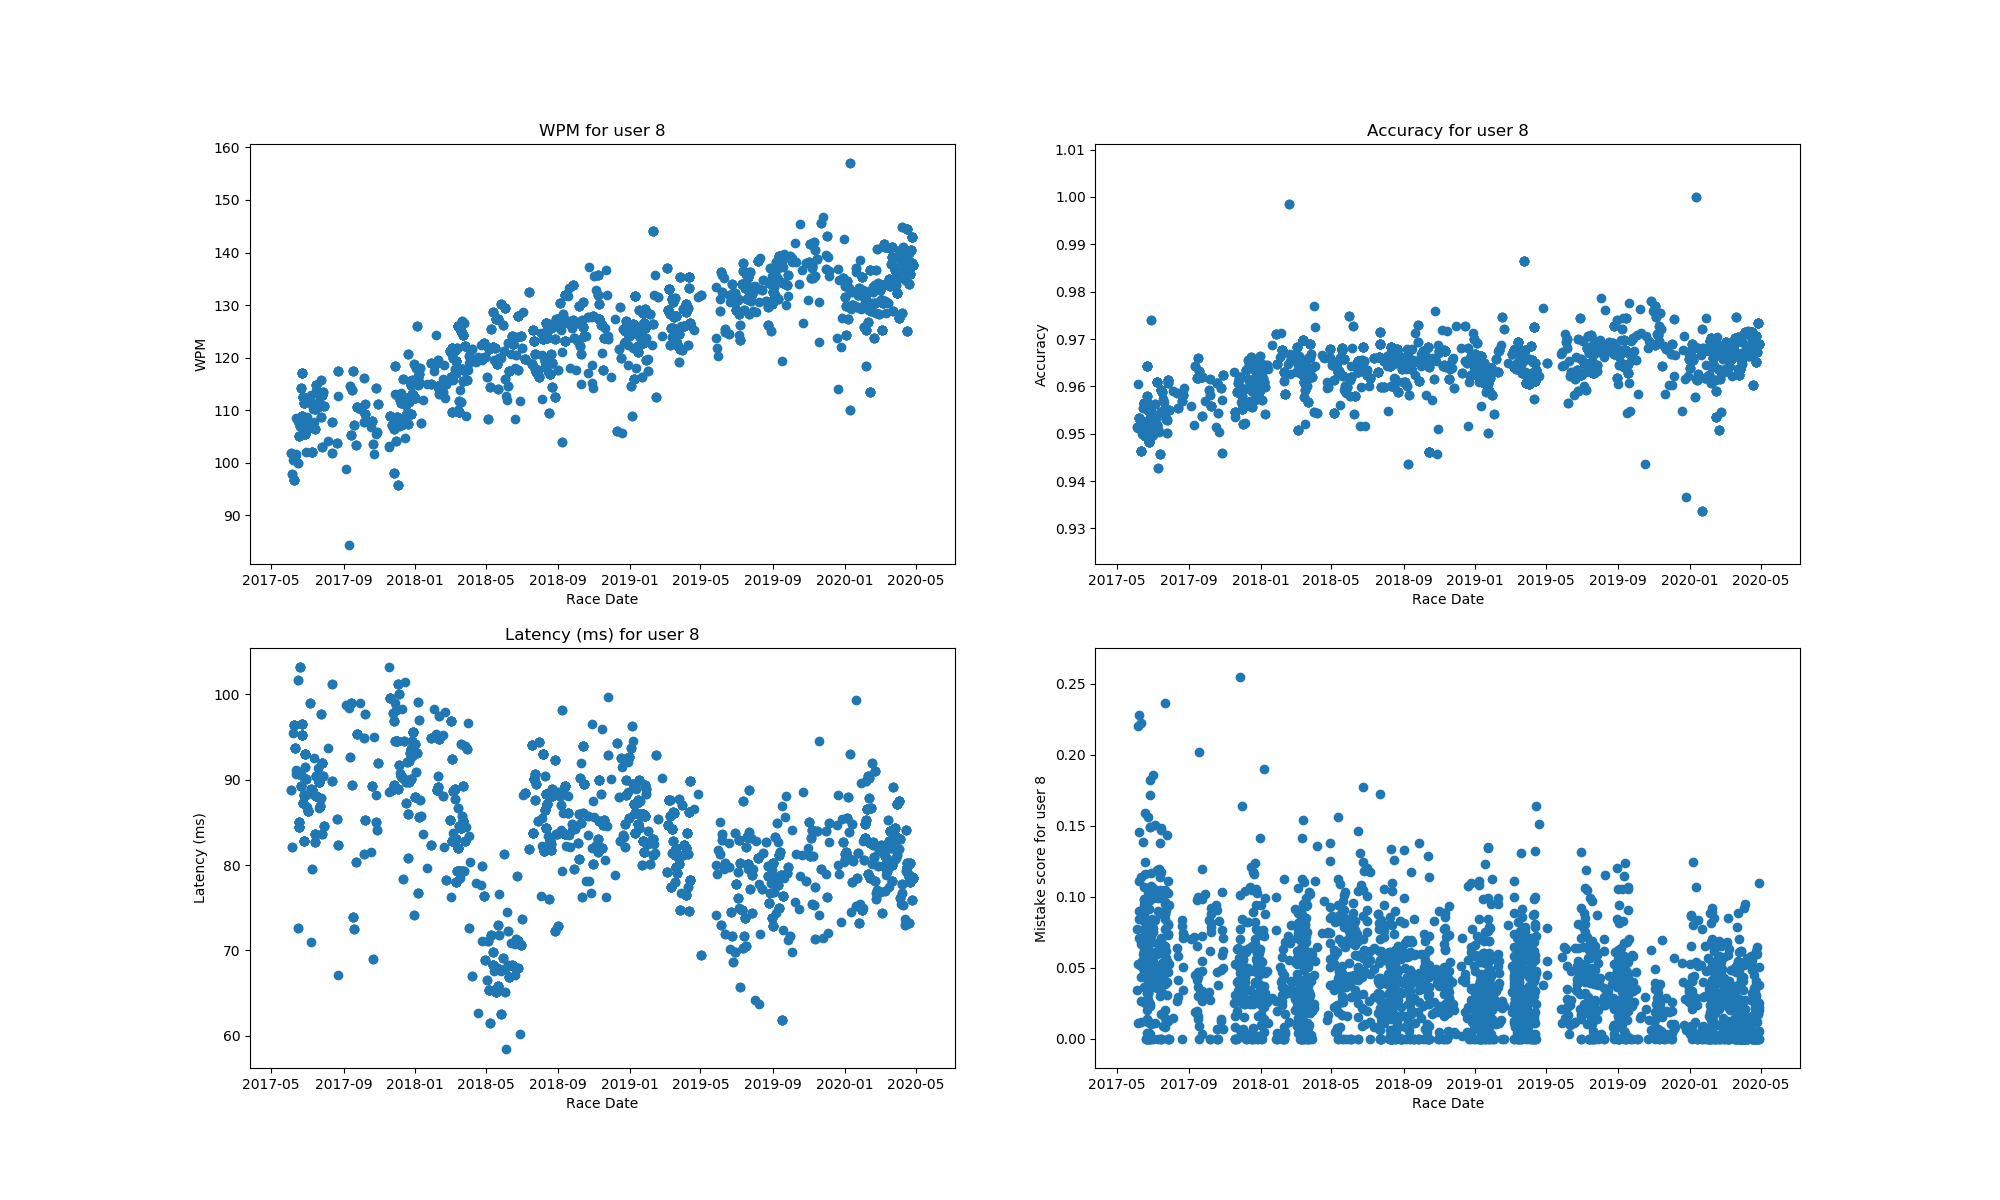 WPM for user 8
160
150
140
130
120
110
100
90
WPM
2017-05 2017-09 2018-01 2018-05 2018-09 2019-01 2019-05 2019-09 2020-01 2020-05
Race Date
Accuracy for user 8
1.01
1.00
0.99
0.98
0.97
0.96
0.95
0.94
0.93
Accuracy
2017-05 2017-09 2018-01 2018-05 2018-09 2019-01 2019-05 2019-09 2020-01 2020-05
Race Date
Latency (ms) for user 8
100
90
80
70
60
Latency (ms)
2017-05 2017-09 2018-01 2018-05 2018-09 2019-01 2019-05 2019-09 2020-01 2020-05
Race Date
0.25
0.20
0.15
0.10
0.05
0.00
Mistake score for user 8
2017-05 2017-09 2018-01 2018-05 2018-09 2019-01 2019-05 2019-09 2020-01 2020-05
Race Date